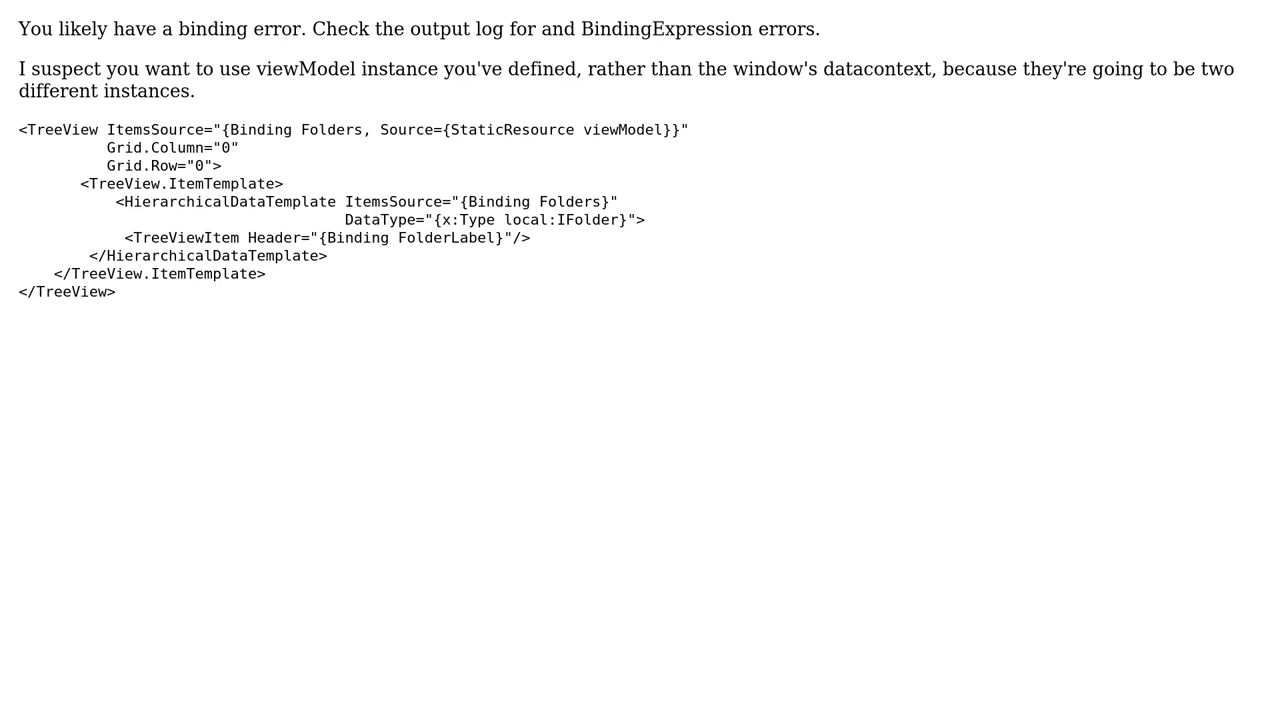 You likely have a binding error. Check the output log for and BindingExpression errors.
I suspect you want to use viewModel instance you've defined, rather than the window's datacontext, because they're going to be two
different instances.
<TreeView ItemsSource="{Binding Folders, Source={StaticResource viewModel}}"
          Grid.Column="0"
          Grid.Row="0">
       <TreeView.ItemTemplate>
           <HierarchicalDataTemplate ItemsSource="{Binding Folders}"
                                     DataType="{x:Type local:IFolder}">
            <TreeViewItem Header="{Binding FolderLabel}"/>
        </HierarchicalDataTemplate>
    </TreeView.ItemTemplate>
</TreeView>